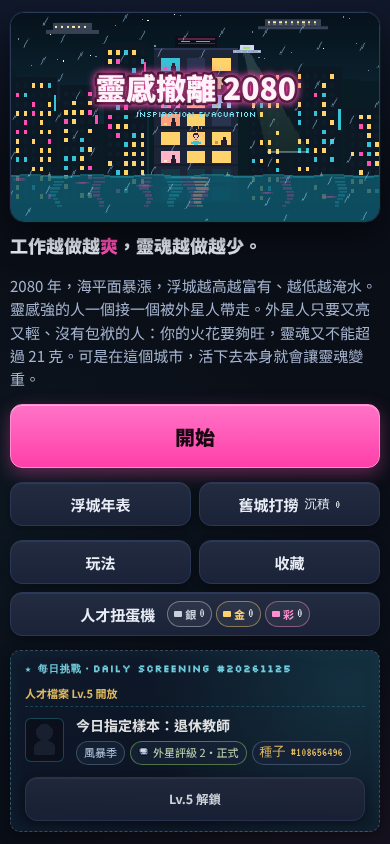 靈感撤離 2080
INSPIRATION EVACUATION
工作越做越爽，靈魂越做越少。
2080 年，海平面暴漲，浮城越高越富有、越低越淹水。
靈感強的人一個接一個被外星人帶走。外星人只要又亮
又輕、沒有包袱的人：你的火花要夠旺，靈魂又不能超
過 21 克。可是在這個城市，活下去本身就會讓靈魂變
重。
開始
浮城年表
舊城打撈 沉積 0
玩法
收藏
人才扭蛋機 銀 0 金 0 彩 0
★ 每日挑戰・DAILY SCREENING #20261125
人才檔案 Lv.5 開放
今日指定樣本：退休教師
風暴季
外星評級 2・正式
種子 #108656496
Lv.5 解鎖